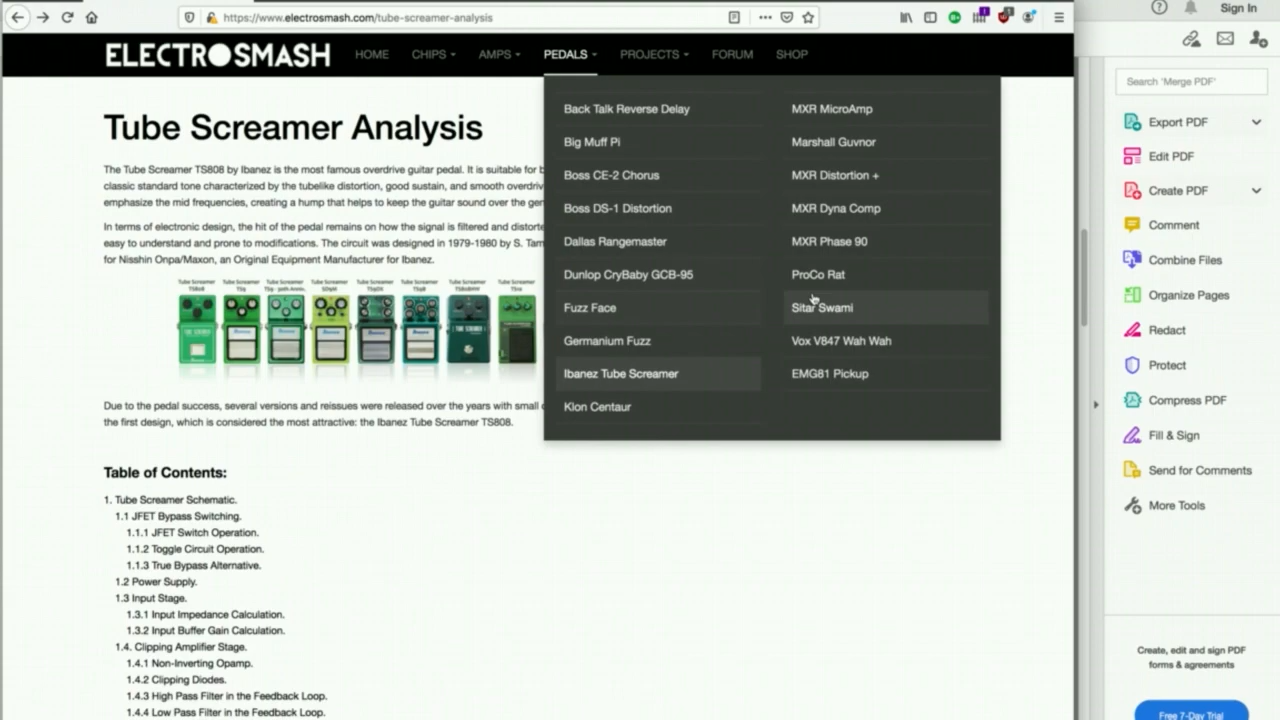 https://www.electrosmash.com/tube-screamer-analysis
Sign In
ELECTROSMASH
HOME
CHIPS
AMPS
PEDALS
PROJECTS
FORUM
SHOP
Back Talk Reverse Delay
Big Muff Pi
Boss CE-2 Chorus
Boss DS-1 Distortion
Dallas Rangemaster
Dunlop CryBaby GCB-95
Fuzz Face
Germanium Fuzz
Ibanez Tube Screamer
Klon Centaur
MXR MicroAmp
Marshall Guvnor
MXR Distortion +
MXR Dyna Comp
MXR Phase 90
ProCo Rat
Sitar Swami
Vox V847 Wah Wah
EMG81 Pickup
Tube Screamer Analysis
The Tube Screamer TS808 by Ibanez is the most famous overdrive guitar pedal. It is suitable for b
classic standard tone characterized by the tubelike distortion, good sustain, and smooth overdriv
emphasize the mid frequencies, creating a hump that helps to keep the guitar sound over the gen
In terms of electronic design, the hit of the pedal remains on how the signal is filtered and distorte
easy to understand and prone to modifications. The circuit was designed in 1979-1980 by S. Tam
for Nisshin Onpa/Maxon, an Original Equipment Manufacturer for Ibanez.
Due to the pedal success, several versions and reissues were released over the years with small
the first design, which is considered the most attractive: the Ibanez Tube Screamer TS808.
Table of Contents:
1. Tube Screamer Schematic.
1.1 JFET Bypass Switching.
1.1.1 JFET Switch Operation.
1.1.2 Toggle Circuit Operation.
1.1.3 True Bypass Alternative.
1.2 Power Supply.
1.3 Input Stage.
1.3.1 Input Impedance Calculation.
1.3.2 Input Buffer Gain Calculation.
1.4. Clipping Amplifier Stage.
1.4.1 Non-Inverting Opamp.
1.4.2 Clipping Diodes.
1.4.3 High Pass Filter in the Feedback Loop.
1.4.4 Low Pass Filter in the Feedback Loop.
Search 'Merge PDF'
Export PDF
Edit PDF
Create PDF
Comment
Combine Files
Organize Pages
Redact
Protect
Compress PDF
Fill & Sign
Send for Comments
More Tools
Create, edit and sign PDF
forms & agreements
Free 7-Day Trial